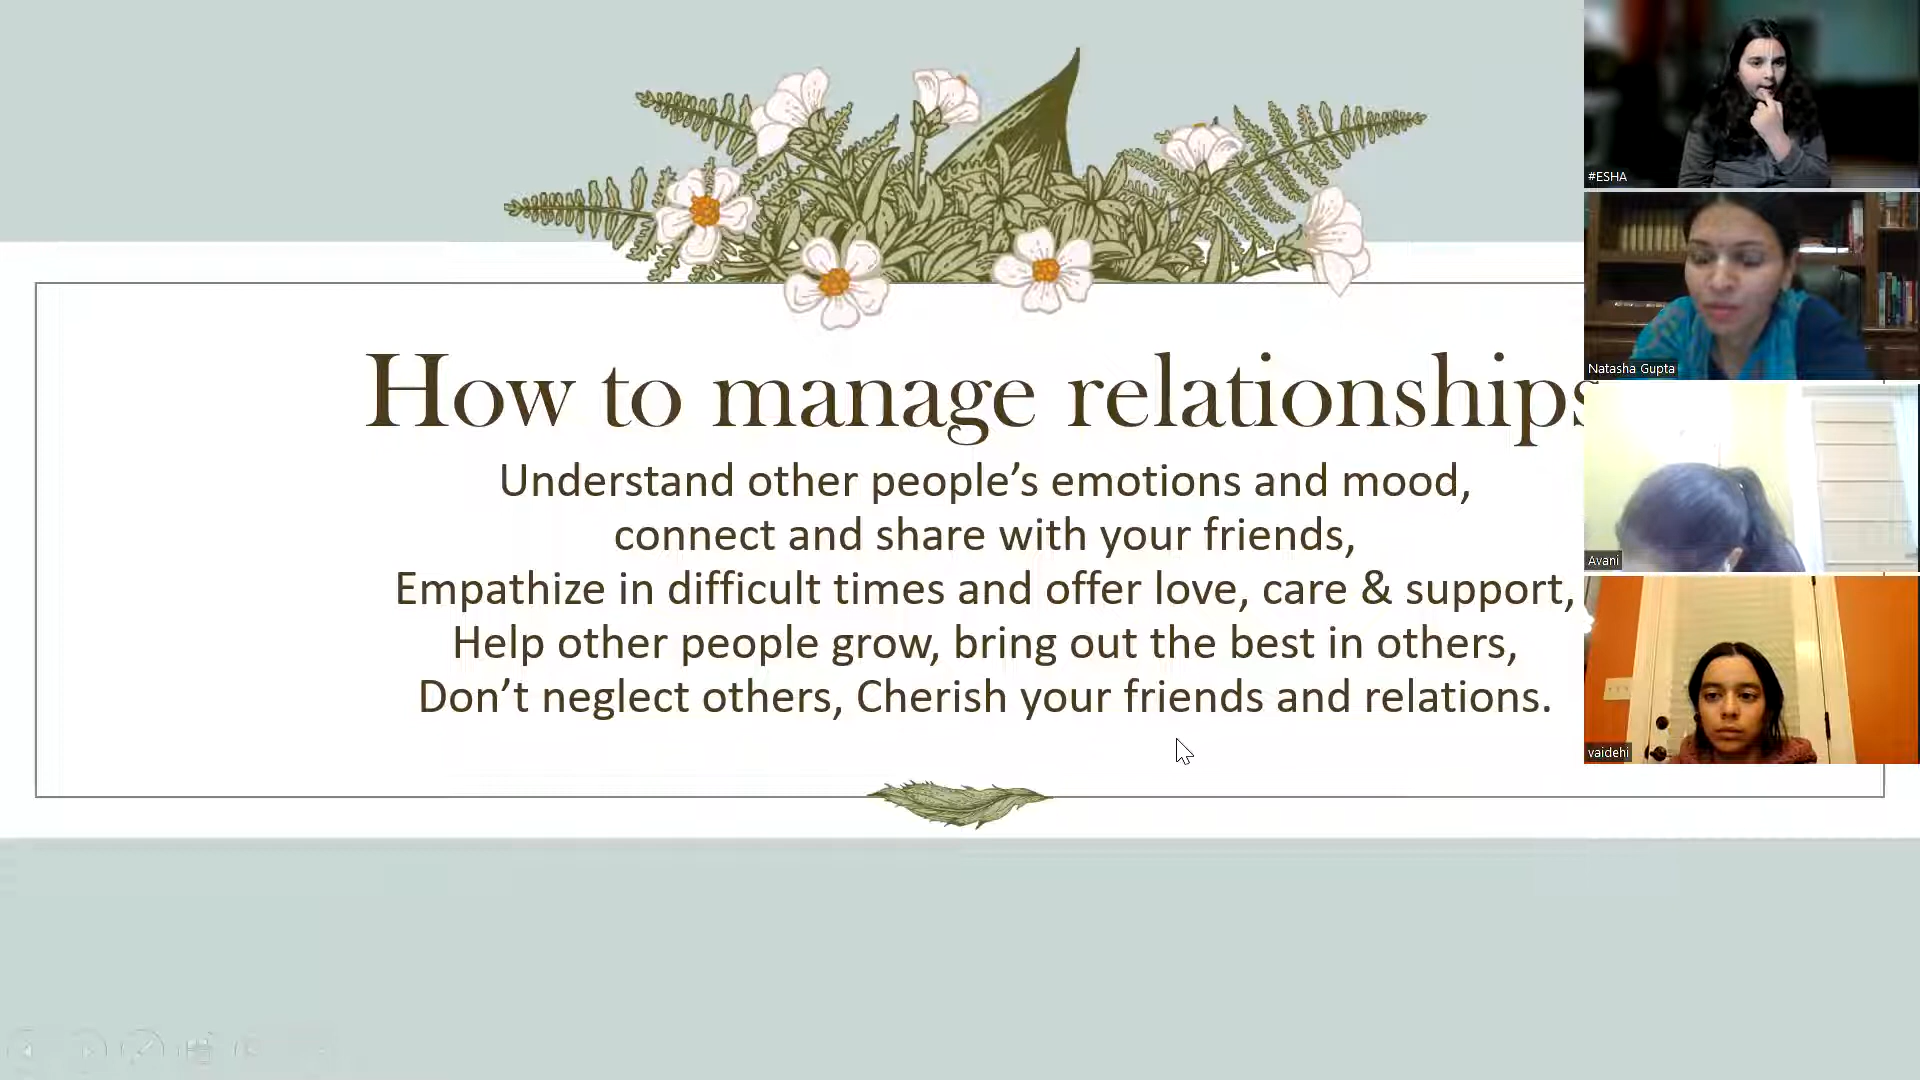 How to manage relationships
Understand other people’s emotions and mood,
connect and share with your friends,
Empathize in difficult times and offer love, care & support,
Help other people grow, bring out the best in others,
Don’t neglect others, Cherish your friends and relations.
#ESHA
Natasha Gupta
Avani
vaidehi